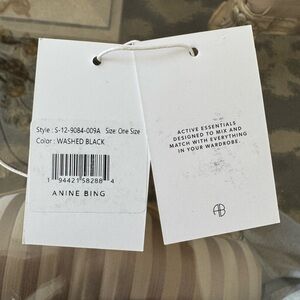 Style : S-12-9084-009A Size: One Size
Color : WASHED BLACK
1 94421 58288 4
ANINE BING
ACTIVE ESSENTIALS
DESIGNED TO MIX AND
MATCH WITH EVERYTHING
IN YOUR WARDROBE.
AB